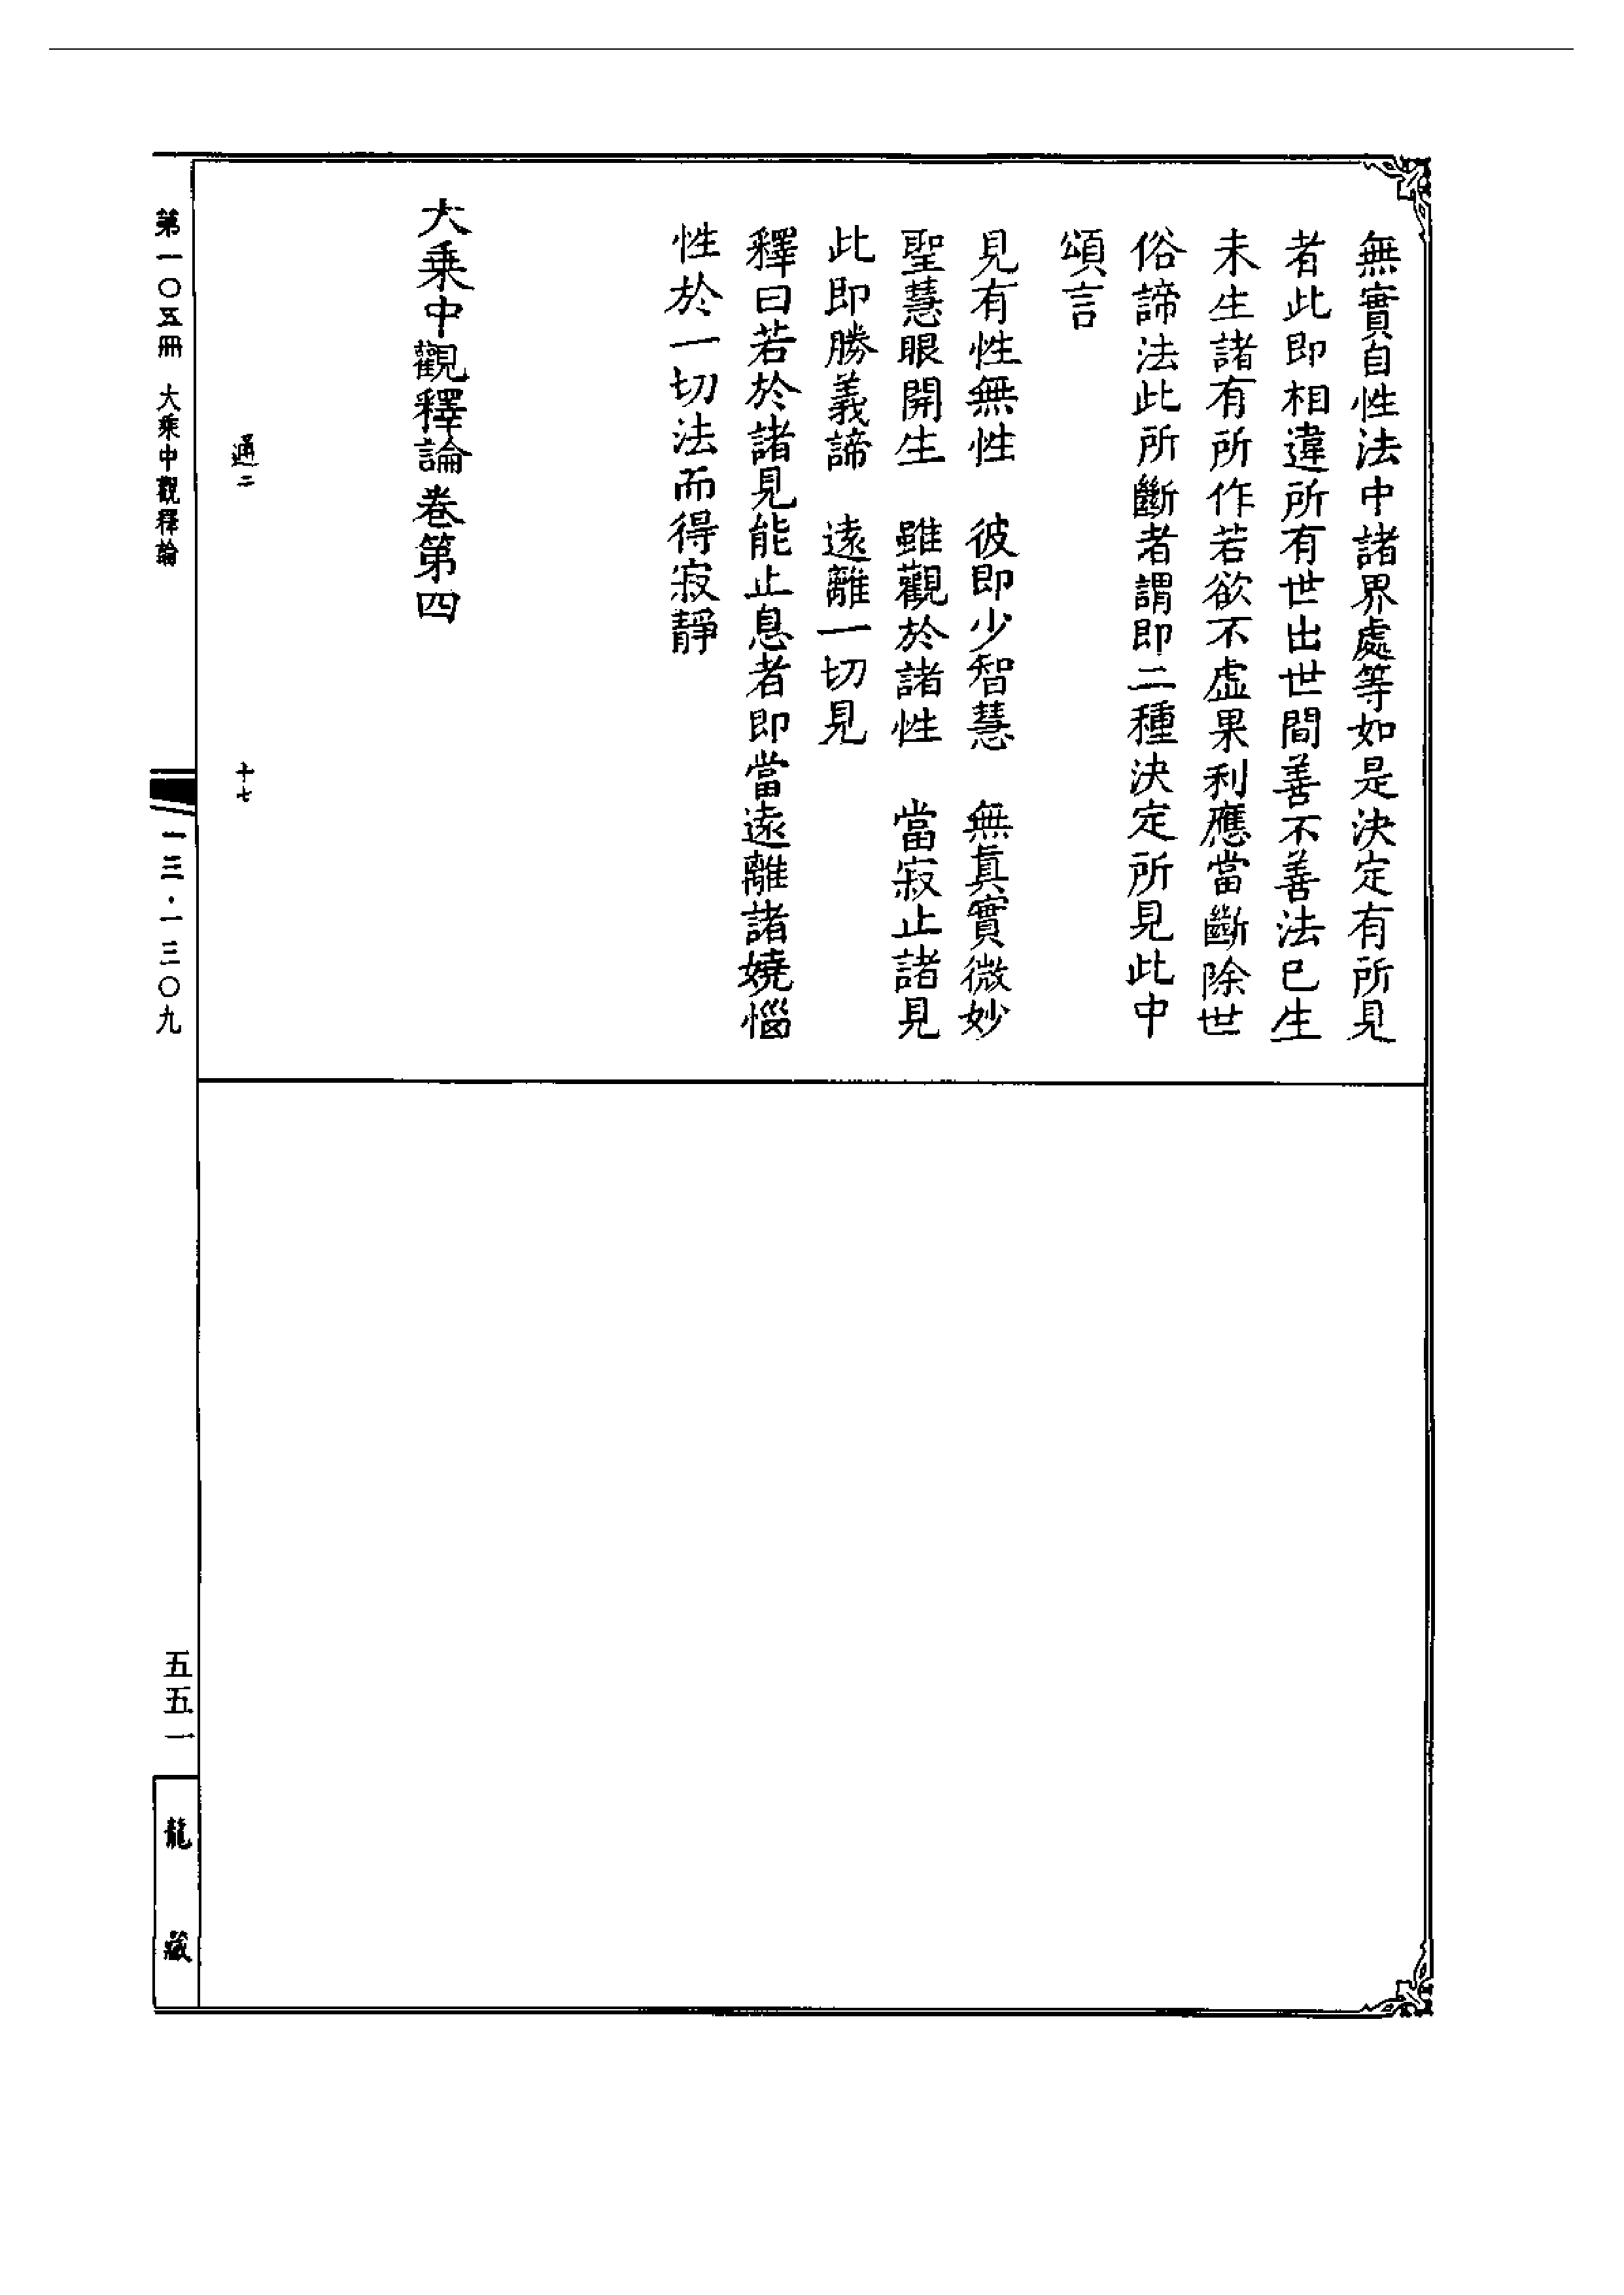 無實自性法中諸界處等如是決定有所見
者此即相違所有世出世間善不善法已生
未生諸有所作若欲不虛果利應當斷除世
俗諦法此所斷者謂即二種決定所見此中
頌言
見有性無性　彼即少智慧　無真實微妙
聖慧眼開生　雖觀於諸性　當寂止諸見
此即勝義諦　遠離一切見
釋曰若於諸見能止息者即當遠離諸嬈惱
性於一切法而得寂靜
大乘中觀釋論卷第四
通二　十七
第一〇五冊　大乘中觀釋論
一三·一三〇九
五五一
龍藏